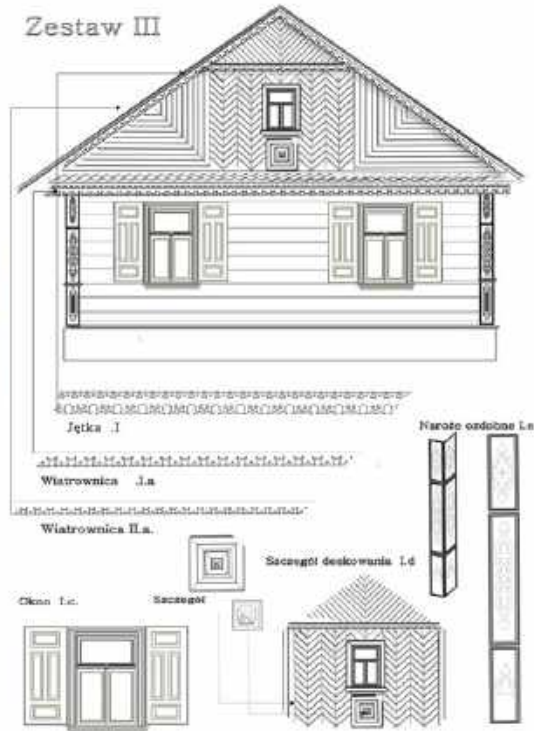 Zestaw III
Jętka .I
Naroże ozdobne I.e
Wiatrownica .I.a
Wiatrownica II.a.
Szczegół deskowania I.d
Okno I.c.
Szczegół